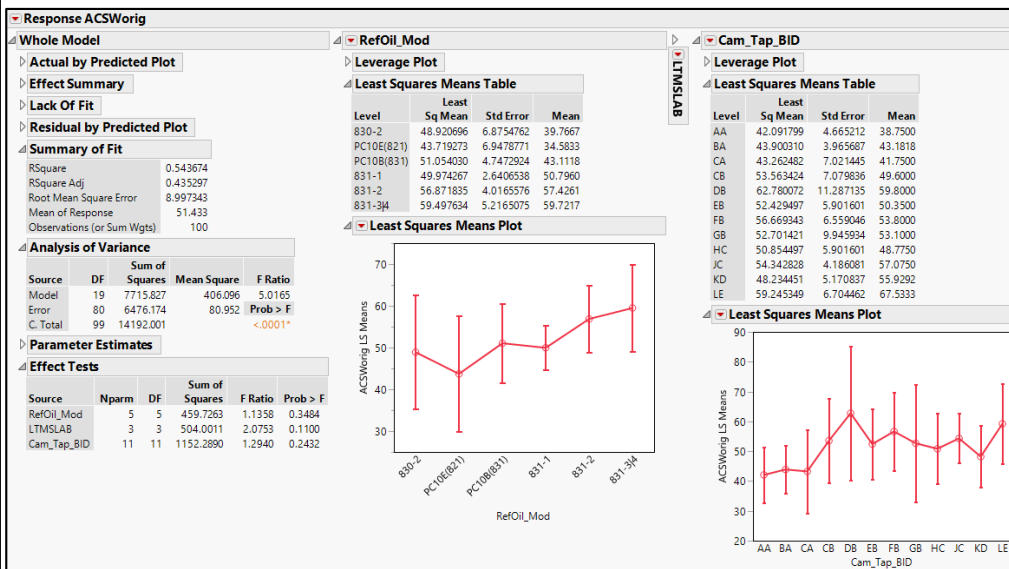 Response ACSWorig
Whole Model
Actual by Predicted Plot
Effect Summary
Lack Of Fit
Residual by Predicted Plot
Summary of Fit
RSquare 0.543674
RSquare Adj 0.435297
Root Mean Square Error 8.997343
Mean of Response 51.433
Observations (or Sum Wgts) 100
Analysis of Variance
Sum of
Source DF Squares Mean Square F Ratio
Model 19 7715.827 406.096 5.0165
Error 80 6476.174 80.952 Prob > F
C. Total 99 14192.001 <.0001*
Parameter Estimates
Effect Tests
Sum of
Source Nparm DF Squares F Ratio Prob > F
RefOil_Mod 5 5 459.7263 1.1358 0.3484
LTMSLAB 3 3 504.0011 2.0753 0.1100
Cam_Tap_BID 11 11 1152.2890 1.2940 0.2432
RefOil_Mod
Leverage Plot
Least Squares Means Table
Least
Level Sq Mean Std Error Mean
830-2 48.920696 6.8754762 39.7667
PC10E(821) 43.719273 6.9478771 34.5833
PC10B(831) 51.054030 4.7472924 43.1118
831-1 49.974267 2.6406538 50.7960
831-2 56.871835 4.0165576 57.4261
831-3|4 59.497634 5.2165075 59.7217
Least Squares Means Plot
ACSWorig LS Means
70
60
50
40
30
830-2 PC10E(821) PC10B(831) 831-1 831-2 831-3|4
RefOil_Mod
LTMSLAB
Cam_Tap_BID
Leverage Plot
Least Squares Means Table
Least
Level Sq Mean Std Error Mean
AA 42.091799 4.665212 38.7500
BA 43.900310 3.965687 43.1818
CA 43.262482 7.021445 41.7500
CB 53.563424 7.079836 49.6000
DB 62.780072 11.287135 59.8000
EB 52.429497 5.901601 50.3500
FB 56.669343 6.559046 53.8000
GB 52.701421 9.945934 53.1000
HC 50.854497 5.901601 48.7750
JC 54.342828 4.186081 57.0750
KD 48.234451 5.170837 55.9292
LE 59.245349 6.704462 67.5333
Least Squares Means Plot
ACSWorig LS Means
90
80
70
60
50
40
30
20
AA BA CA CB DB EB FB GB HC JC KD LE
Cam_Tap_BID